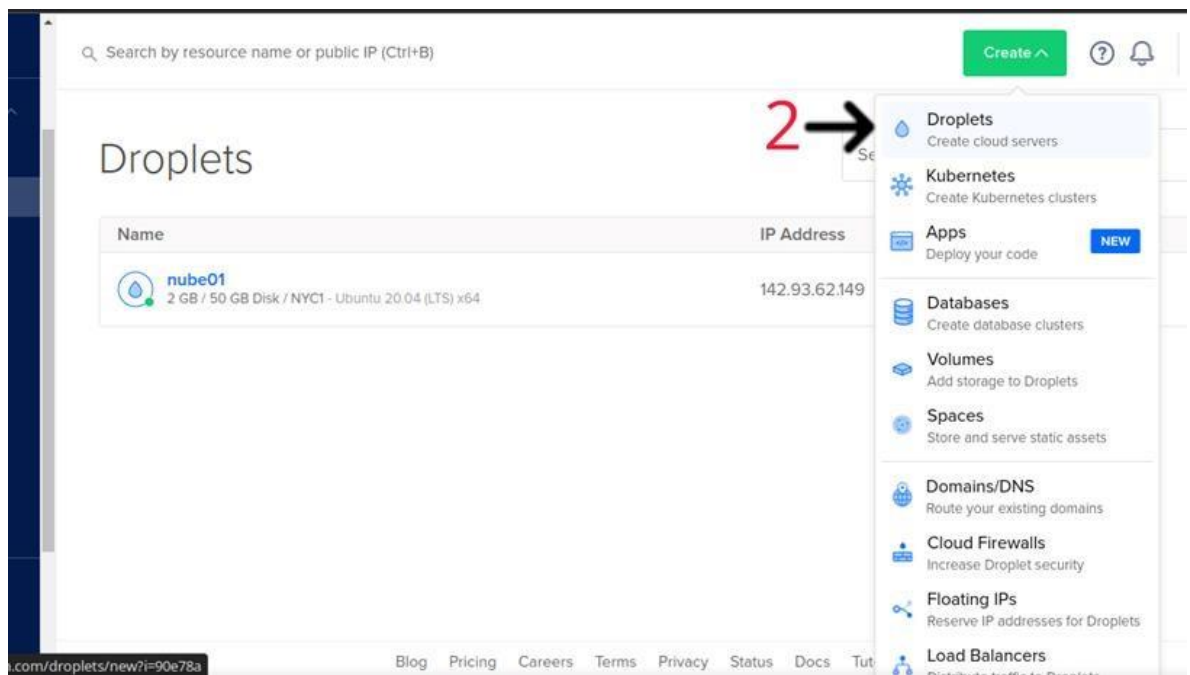 Search by resource name or public IP (Ctrl+B)
Create
2
Droplets
Name
IP Address
nube01
2 GB / 50 GB Disk / NYC1 - Ubuntu 20.04 (LTS) x64
142.93.62.149
Droplets
Create cloud servers
Kubernetes
Create Kubernetes clusters
Apps
Deploy your code
NEW
Databases
Create database clusters
Volumes
Add storage to Droplets
Spaces
Store and serve static assets
Domains/DNS
Route your existing domains
Cloud Firewalls
Increase Droplet security
Floating IPs
Reserve IP addresses for Droplets
Load Balancers
.com/droplets/new?i=90e78a
Blog Pricing Careers Terms Privacy Status Docs